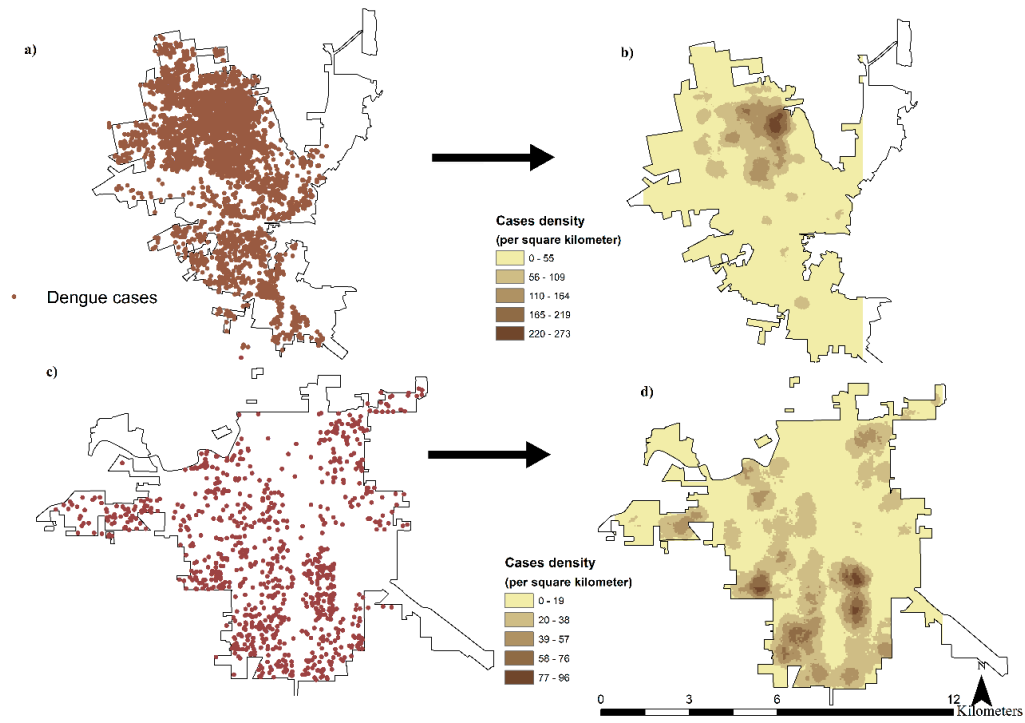 a)
b)
Cases density
(per square kilometer)
0 - 55
56 - 109
110 - 164
165 - 219
220 - 273
Dengue cases
c)
d)
Cases density
(per square kilometer)
0 - 19
20 - 38
39 - 57
58 - 76
77 - 96
N
0 3 6 12
Kilometers